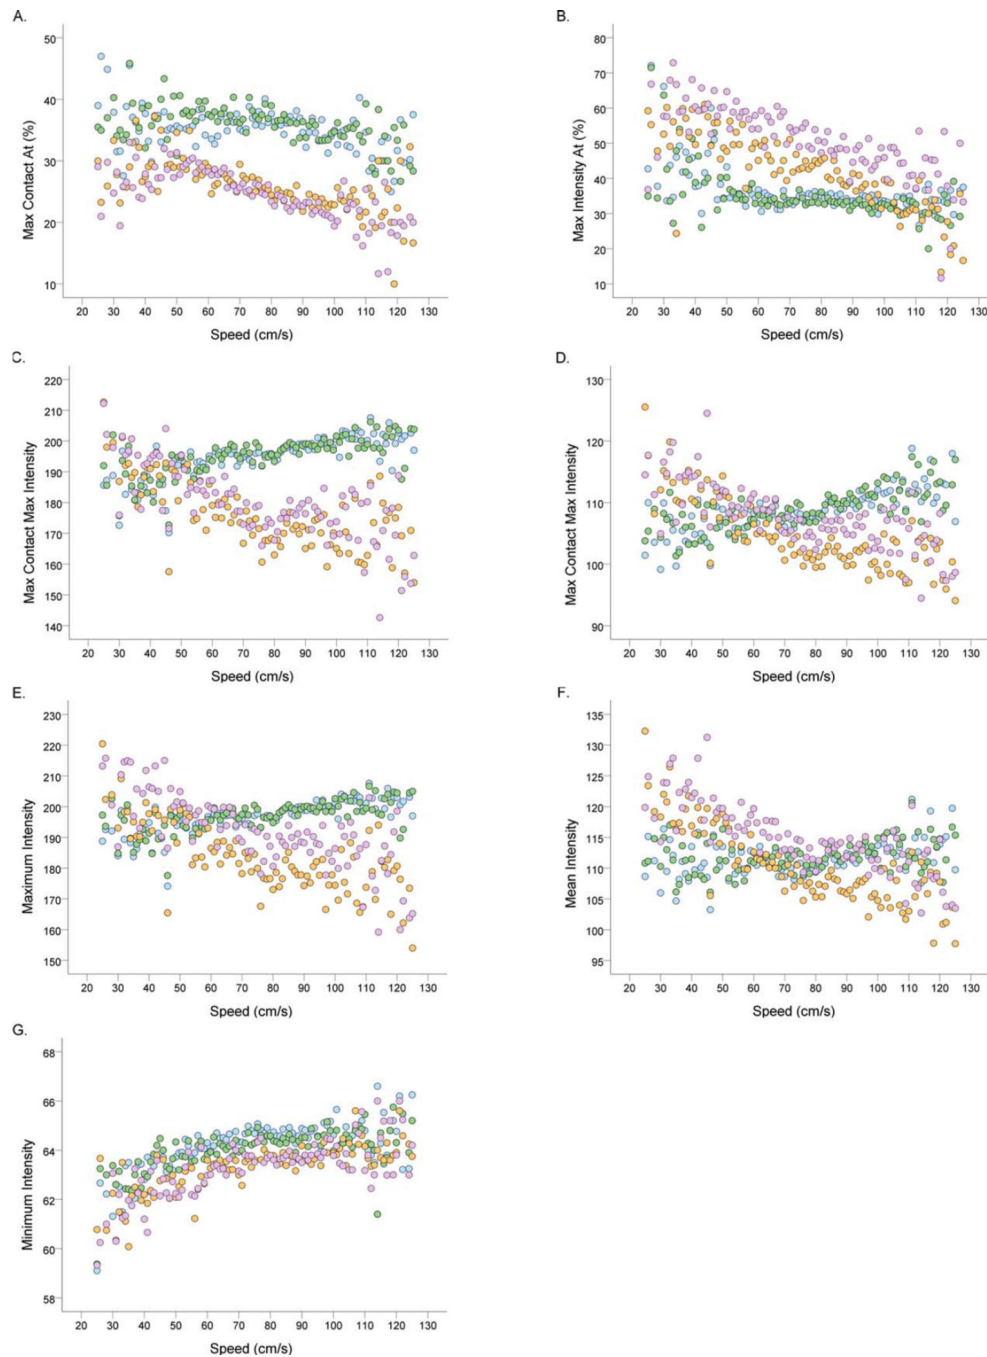 A.
Max Contact At (%)
50
40
30
20
10
20 30 40 50 60 70 80 90 100 110 120 130
Speed (cm/s)
B.
Max Intensity At (%)
80
70
60
50
40
30
20
10
20 30 40 50 60 70 80 90 100 110 120 130
Speed (cm/s)
C.
Max Contact Max Intensity
220
210
200
190
180
170
160
150
140
20 30 40 50 60 70 80 90 100 110 120 130
Speed (cm/s)
D.
Max Contact Max Intensity
130
120
110
100
90
20 30 40 50 60 70 80 90 100 110 120 130
Speed (cm/s)
E.
Maximum Intensity
230
220
210
200
190
180
170
160
150
20 30 40 50 60 70 80 90 100 110 120 130
Speed (cm/s)
F.
Mean Intensity
135
130
125
120
115
110
105
100
95
20 30 40 50 60 70 80 90 100 110 120 130
Speed (cm/s)
G.
Minimum Intensity
68
66
64
62
60
58
20 30 40 50 60 70 80 90 100 110 120 130
Speed (cm/s)